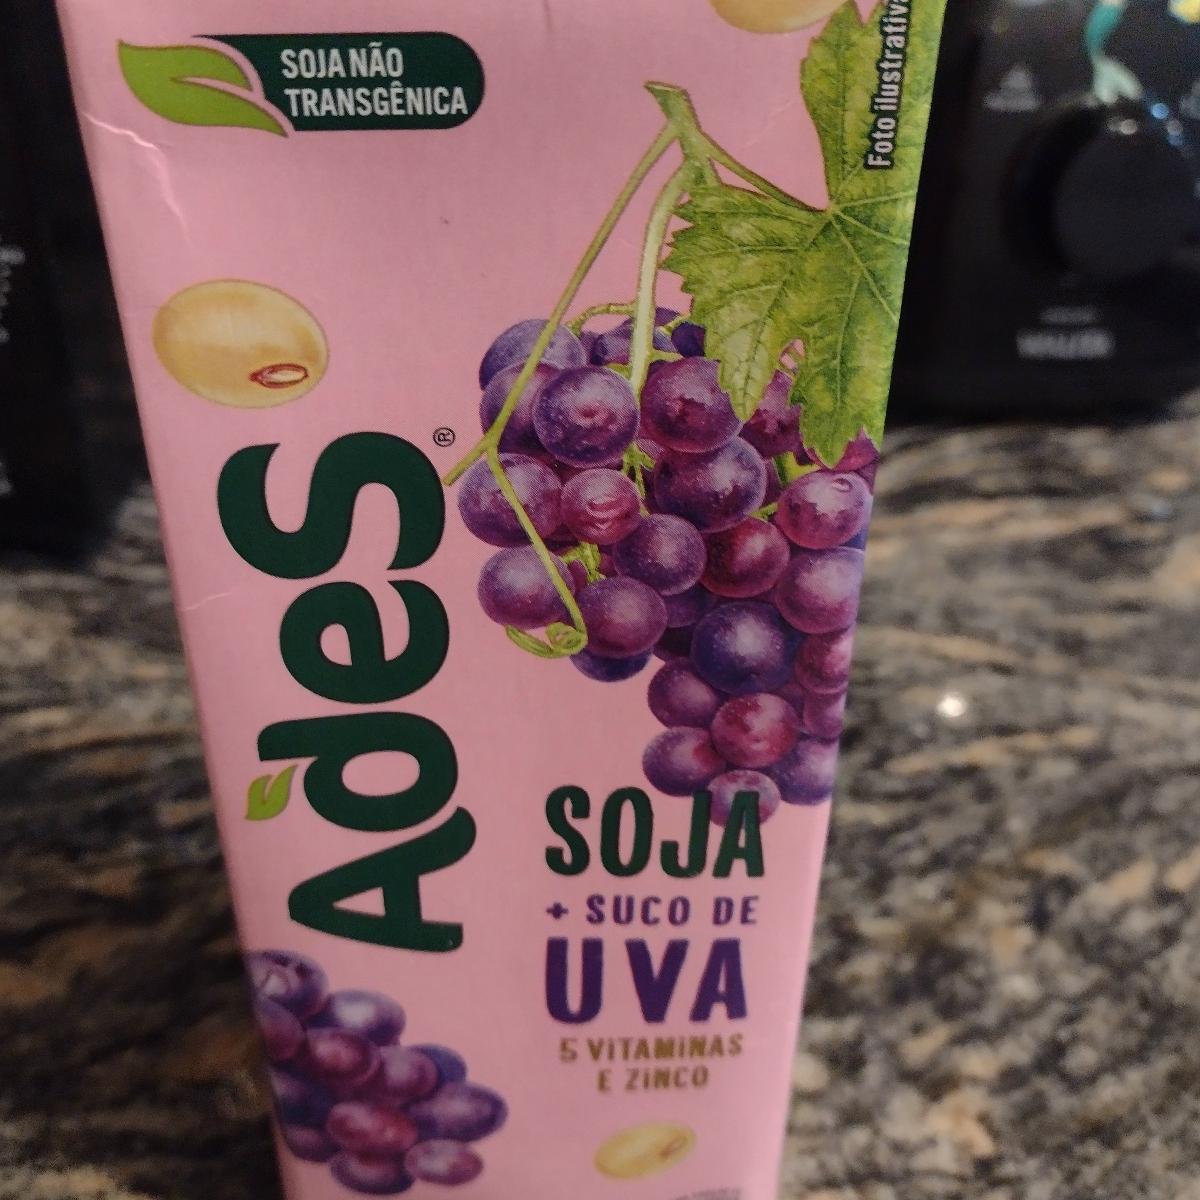 SOJA NÃO
TRANSGÊNICA
Foto ilustrativa
AdeS®
SOJA
+ SUCO DE
UVA
5 VITAMINAS
E ZINCO